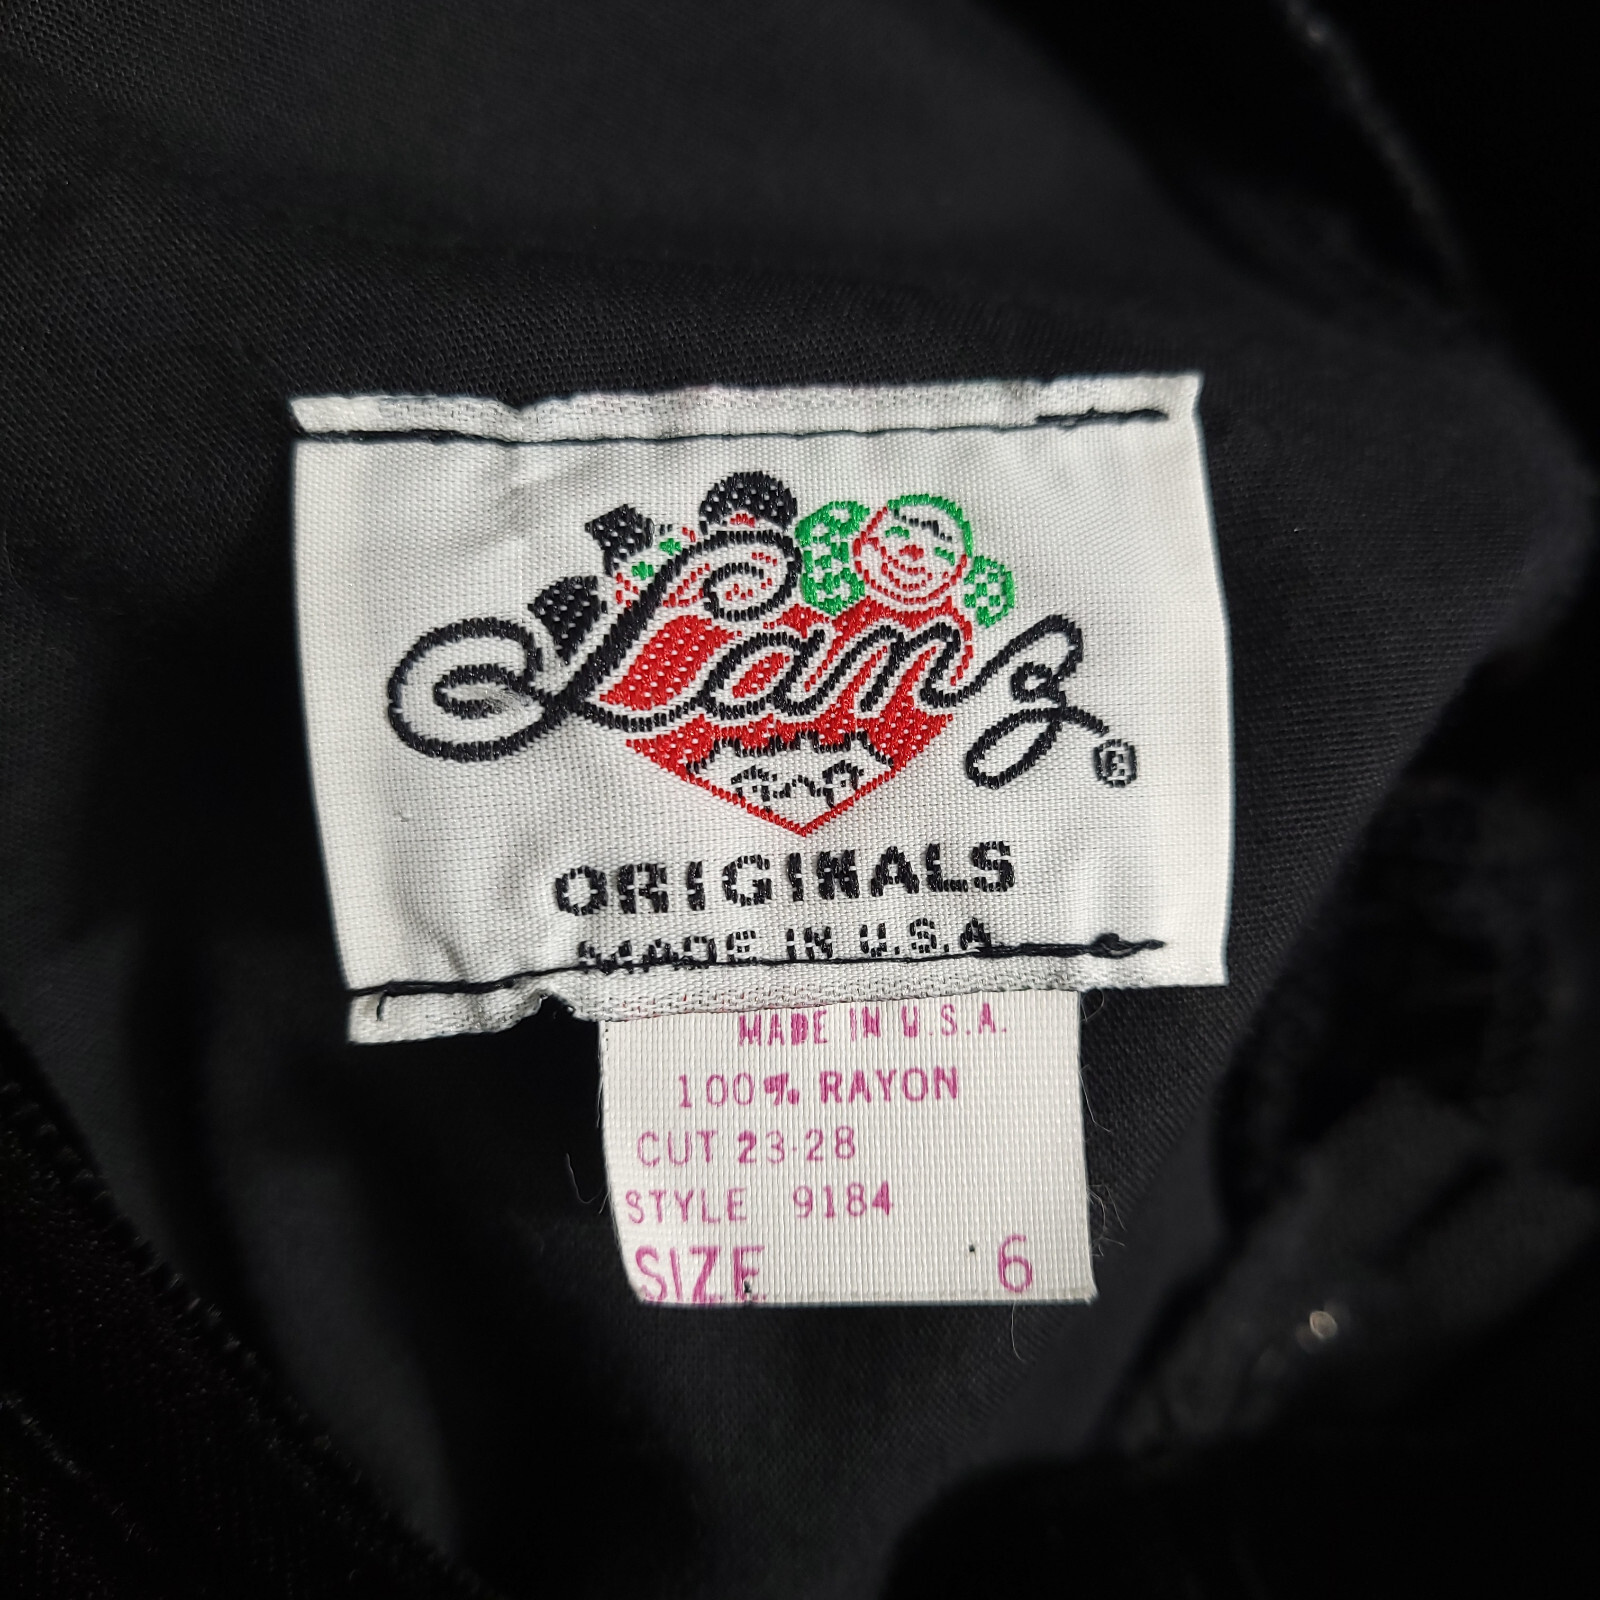 Lanz®
ORIGINALS
MADE IN U.S.A.
MADE IN U.S.A.
100% RAYON
CUT 23-28
STYLE 9184
SIZE 6